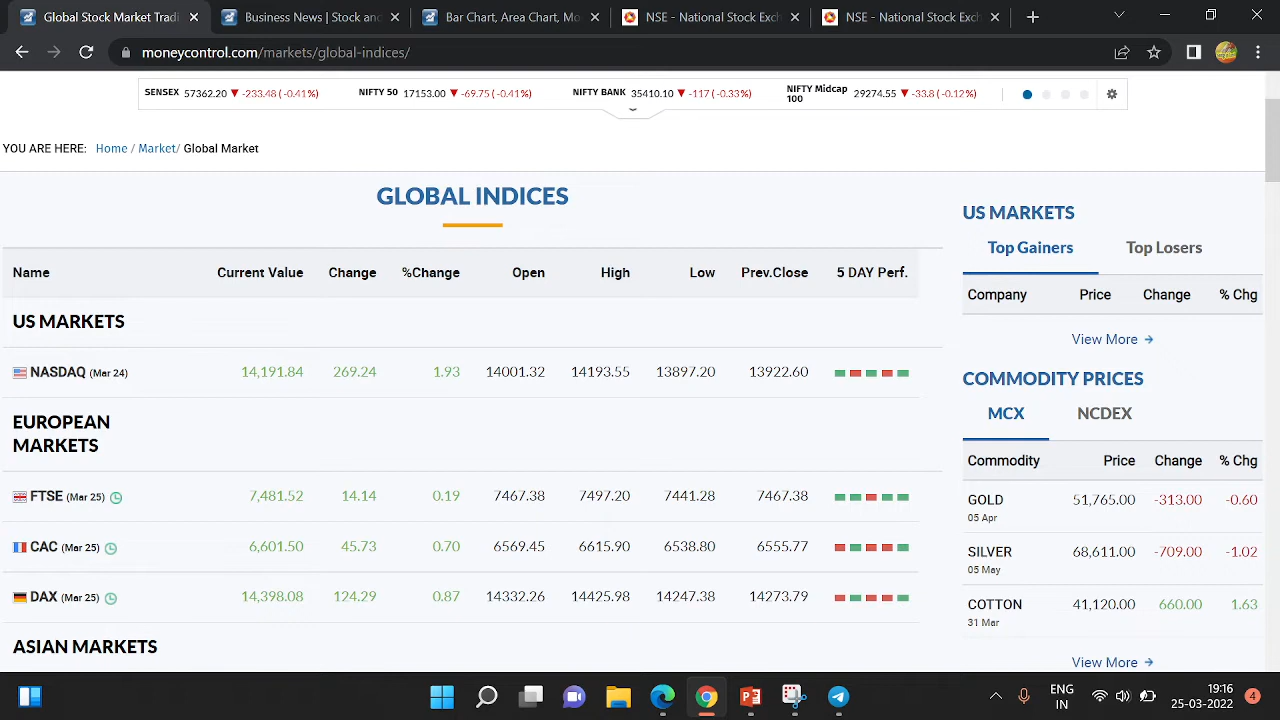 Global Stock Market Tradi
Business News | Stock an
Bar Chart, Area Chart, Mo
NSE - National Stock Exch
NSE - National Stock Exch
moneycontrol.com/markets/global-indices/
SENSEX 57362.20 ▼ -233.48 (-0.41%) NIFTY 50 17153.00 ▼ -69.75 (-0.41%) NIFTY BANK 35410.10 ▼ -117 (-0.33%) NIFTY Midcap 100 29274.55 ▼ -33.8 (-0.12%)
YOU ARE HERE: Home / Market/ Global Market
GLOBAL INDICES
Name Current Value Change %Change Open High Low Prev.Close 5 DAY Perf.
US MARKETS
NASDAQ (Mar 24) 14,191.84 269.24 1.93 14001.32 14193.55 13897.20 13922.60
EUROPEAN
MARKETS
FTSE (Mar 25) 7,481.52 14.14 0.19 7467.38 7497.20 7441.28 7467.38
CAC (Mar 25) 6,601.50 45.73 0.70 6569.45 6615.90 6538.80 6555.77
DAX (Mar 25) 14,398.08 124.29 0.87 14332.26 14425.98 14247.38 14273.79
ASIAN MARKETS
US MARKETS
Top Gainers Top Losers
Company Price Change % Chg
View More →
COMMODITY PRICES
MCX NCDEX
Commodity Price Change % Chg
GOLD 51,765.00 -313.00 -0.60
05 Apr
SILVER 68,611.00 -709.00 -1.02
05 May
COTTON 41,120.00 660.00 1.63
31 Mar
View More →
ENG
IN
19:16
25-03-2022
4